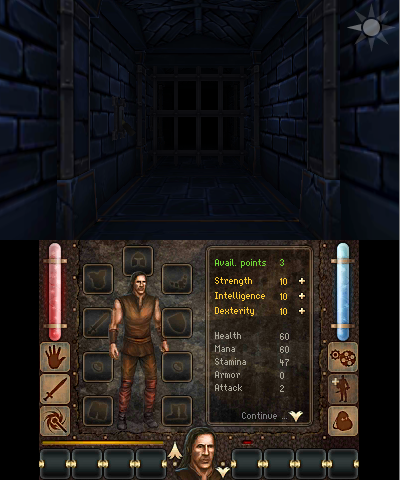 Avail. points 3
Strength 10 +
Intelligence 10 +
Dexterity 10 +
Health 60
Mana 60
Stamina 47
Armor 0
Attack 2
Continue ...